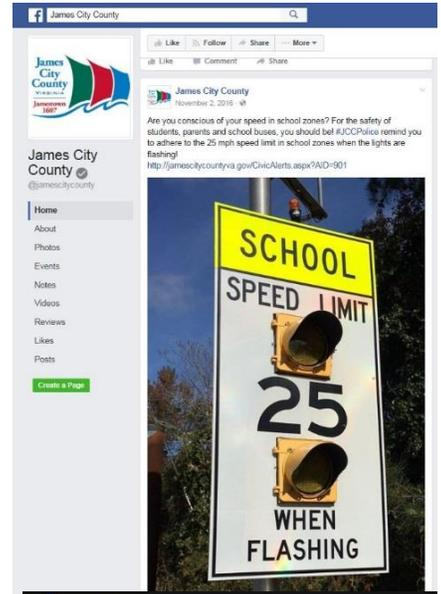 James City County
James
City
County
VIRGINIA
Jamestown
1607
James City
County
@jamescitycounty
Home
About
Photos
Events
Notes
Videos
Reviews
Likes
Posts
Create a Page
Like Follow Share ··· More
Like Comment Share
James City County
November 2, 2016 ·
Are you conscious of your speed in school zones? For the safety of
students, parents and school buses, you should be! #JCCPolice remind you
to adhere to the 25 mph speed limit in school zones when the lights are
flashing!
http://jamescitycountyva.gov/CivicAlerts.aspx?AID=901
SCHOOL
SPEED LIMIT
25
WHEN
FLASHING